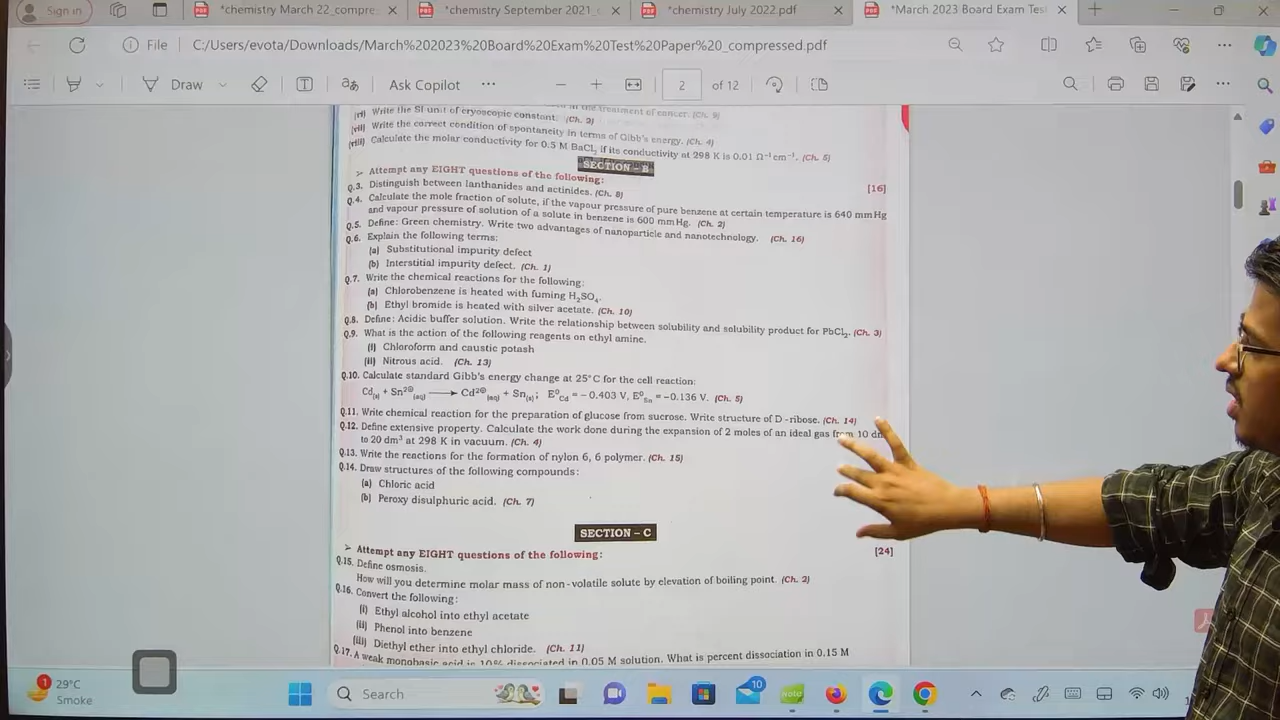 Sign in
*chemistry March 22_compre
*chemistry September 2021_c
*chemistry July 2022.pdf
*March 2023 Board Exam Tes
File
C:/Users/evota/Downloads/March%202023%20Board%20Exam%20Test%20Paper%20_compressed.pdf
Draw
Ask Copilot
2
of 12
in the treatment of cancer. (Ch. 9)
(vi) Write the SI unit of cryoscopic constant. (Ch. 2)
(vii) Write the correct condition of spontaneity in terms of Gibb's energy. (Ch. 4)
(viii) Calculate the molar conductivity for 0.5 M BaCl₂ if its conductivity at 298 K is 0.01 Ω⁻¹cm⁻¹. (Ch. 5)
SECTION – B
➢ Attempt any EIGHT questions of the following:
[16]
Q.3. Distinguish between lanthanides and actinides. (Ch. 8)
Q.4. Calculate the mole fraction of solute, if the vapour pressure of pure benzene at certain temperature is 640 mmHg
and vapour pressure of solution of a solute in benzene is 600 mmHg. (Ch. 2)
Q.5. Define: Green chemistry. Write two advantages of nanoparticle and nanotechnology. (Ch. 16)
Q.6. Explain the following terms:
(a) Substitutional impurity defect
(b) Interstitial impurity defect. (Ch. 1)
Q.7. Write the chemical reactions for the following:
(a) Chlorobenzene is heated with fuming H₂SO₄.
(b) Ethyl bromide is heated with silver acetate. (Ch. 10)
Q.8. Define: Acidic buffer solution. Write the relationship between solubility and solubility product for PbCl₂. (Ch. 3)
Q.9. What is the action of the following reagents on ethyl amine.
(i) Chloroform and caustic potash
(ii) Nitrous acid. (Ch. 13)
Q.10. Calculate standard Gibb's energy change at 25°C for the cell reaction:
Cd(s) + Sn²⊕(aq) ⟶ Cd²⊕(aq) + Sn(s); E⁰Cd = – 0.403 V, E⁰Sn = –0.136 V. (Ch. 5)
Q.11. Write chemical reaction for the preparation of glucose from sucrose. Write structure of D -ribose. (Ch. 14)
Q.12. Define extensive property. Calculate the work done during the expansion of 2 moles of an ideal gas from 10 dm
to 20 dm³ at 298 K in vacuum. (Ch. 4)
Q.13. Write the reactions for the formation of nylon 6, 6 polymer. (Ch. 15)
Q.14. Draw structures of the following compounds:
(a) Chloric acid
(b) Peroxy disulphuric acid. (Ch. 7)
SECTION – C
➢ Attempt any EIGHT questions of the following:
[24]
Q.15. Define osmosis.
How will you determine molar mass of non-volatile solute by elevation of boiling point. (Ch. 2)
Q.16. Convert the following:
(i) Ethyl alcohol into ethyl acetate
(ii) Phenol into benzene
(iii) Diethyl ether into ethyl chloride. (Ch. 11)
Q.17. A weak monobasic acid is 10% dissociated in 0.05 M solution. What is percent dissociation in 0.15 M
1
29°C
Smoke
Search
10